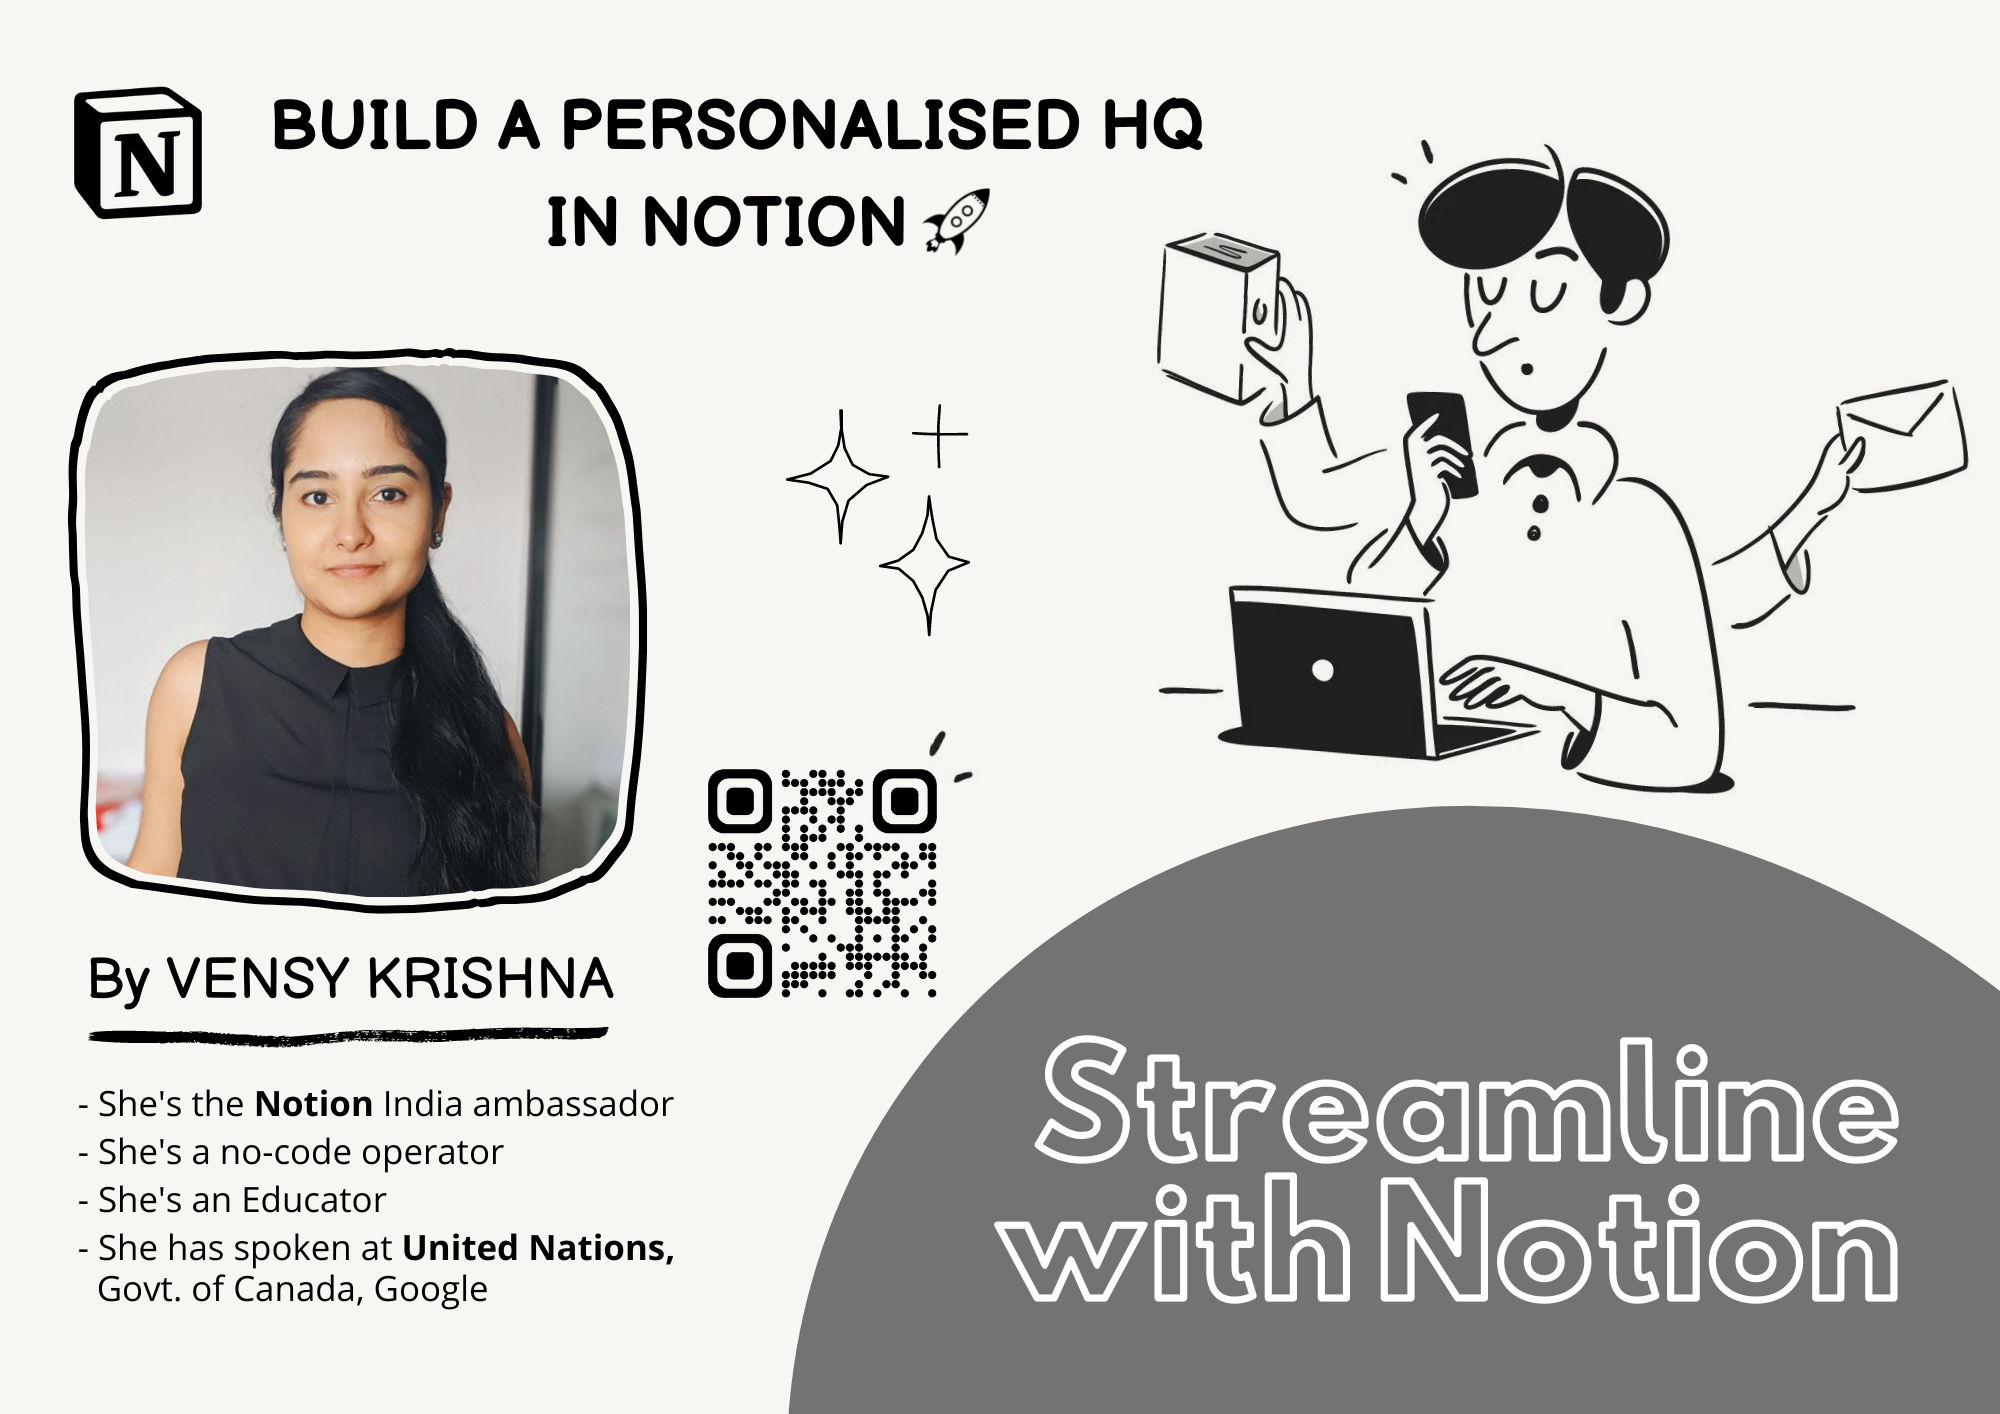 N
BUILD A PERSONALISED HQ
IN NOTION
By VENSY KRISHNA
- She's the Notion India ambassador
- She's a no-code operator
- She's an Educator
- She has spoken at United Nations,
Govt. of Canada, Google
Streamline
with Notion